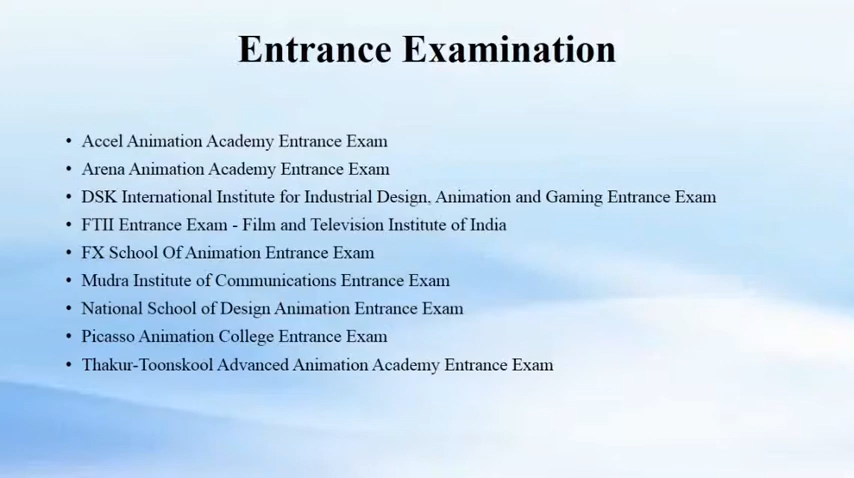 Entrance Examination
• Accel Animation Academy Entrance Exam
• Arena Animation Academy Entrance Exam
• DSK International Institute for Industrial Design, Animation and Gaming Entrance Exam
• FTII Entrance Exam - Film and Television Institute of India
• FX School Of Animation Entrance Exam
• Mudra Institute of Communications Entrance Exam
• National School of Design Animation Entrance Exam
• Picasso Animation College Entrance Exam
• Thakur-Toonskool Advanced Animation Academy Entrance Exam